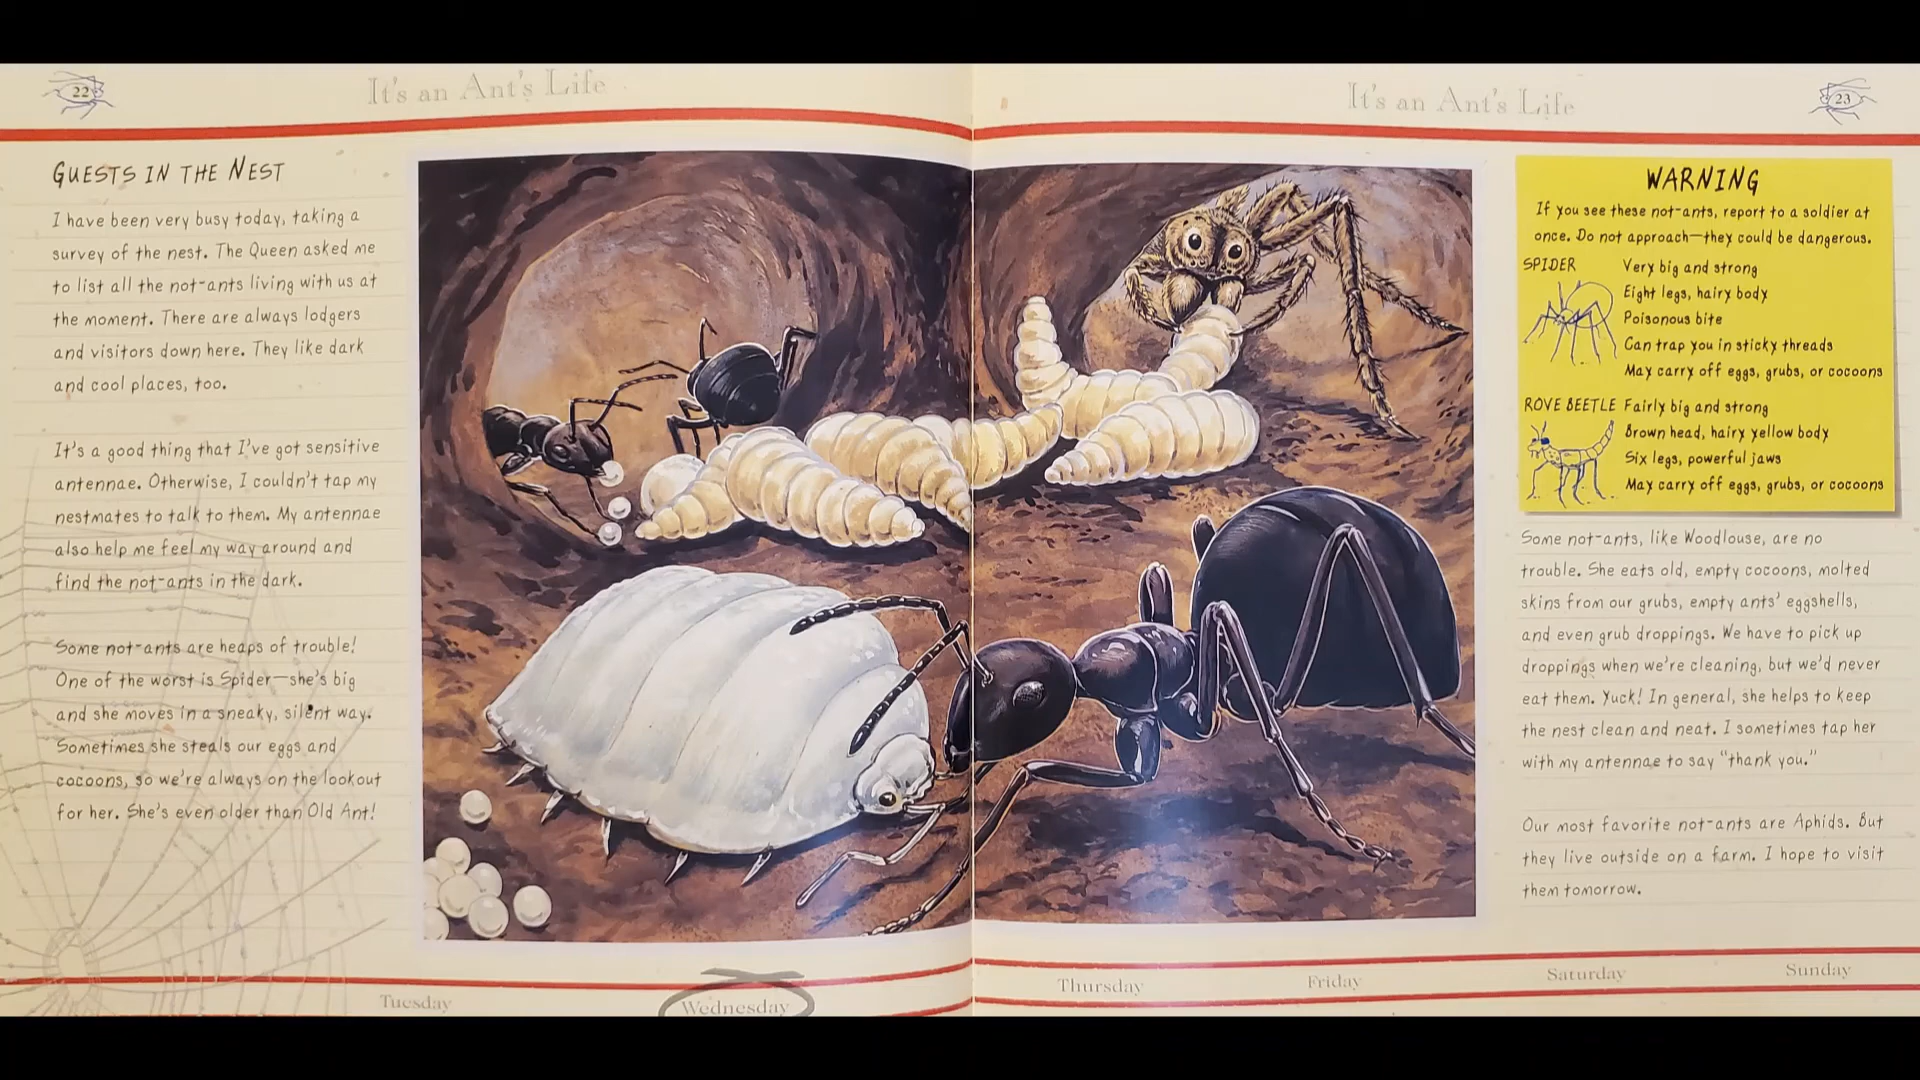 22
It's an Ant's Life
GUESTS IN THE NEST
I have been very busy today, taking a
survey of the nest. The Queen asked me
to list all the not-ants living with us at
the moment. There are always lodgers
and visitors down here. They like dark
and cool places, too.
It's a good thing that I've got sensitive
antennae. Otherwise, I couldn't tap my
nestmates to talk to them. My antennae
also help me feel my way around and
find the not-ants in the dark.
Some not-ants are heaps of trouble!
One of the worst is Spider—she's big
and she moves in a sneaky, silent way.
Sometimes she steals our eggs and
cocoons, so we're always on the lookout
for her. She's even older than Old Ant!
Tuesday
Wednesday
It's an Ant's Life
23
WARNING
If you see these not-ants, report to a soldier at
once. Do not approach—they could be dangerous.
SPIDER Very big and strong
Eight legs, hairy body
Poisonous bite
Can trap you in sticky threads
May carry off eggs, grubs, or cocoons
ROVE BEETLE Fairly big and strong
Brown head, hairy yellow body
Six legs, powerful jaws
May carry off eggs, grubs, or cocoons
Some not-ants, like Woodlouse, are no
trouble. She eats old, empty cocoons, molted
skins from our grubs, empty ants' eggshells,
and even grub droppings. We have to pick up
droppings when we're cleaning, but we'd never
eat them. Yuck! In general, she helps to keep
the nest clean and neat. I sometimes tap her
with my antennae to say "thank you."
Our most favorite not-ants are Aphids. But
they live outside on a farm. I hope to visit
them tomorrow.
Thursday
Friday
Saturday
Sunday